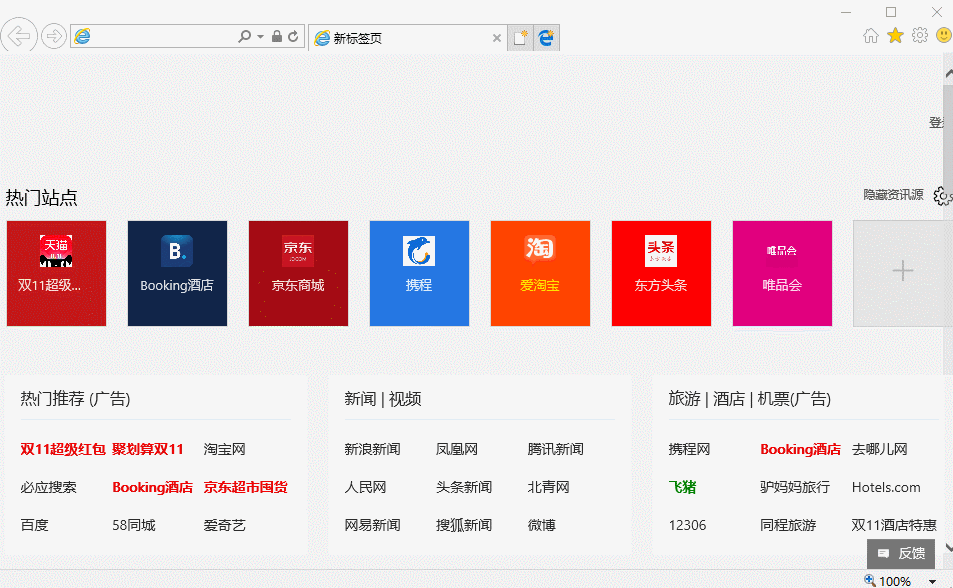 新标签页
登
热门站点
隐藏资讯源
天猫
双11超级...
B.
Booking酒店
京东
JD.COM
京东商城
携程
淘
爱淘宝
头条
东方头条
唯品会
唯品会
热门推荐 (广告)
双11超级红包 聚划算双11 淘宝网
必应搜索 Booking酒店 京东超市囤货
百度 58同城 爱奇艺
新闻 | 视频
新浪新闻 凤凰网 腾讯新闻
人民网 头条新闻 北青网
网易新闻 搜狐新闻 微博
旅游 | 酒店 | 机票(广告)
携程网 Booking酒店 去哪儿网
飞猪 驴妈妈旅行 Hotels.com
12306 同程旅游 双11酒店特惠
反馈
100%